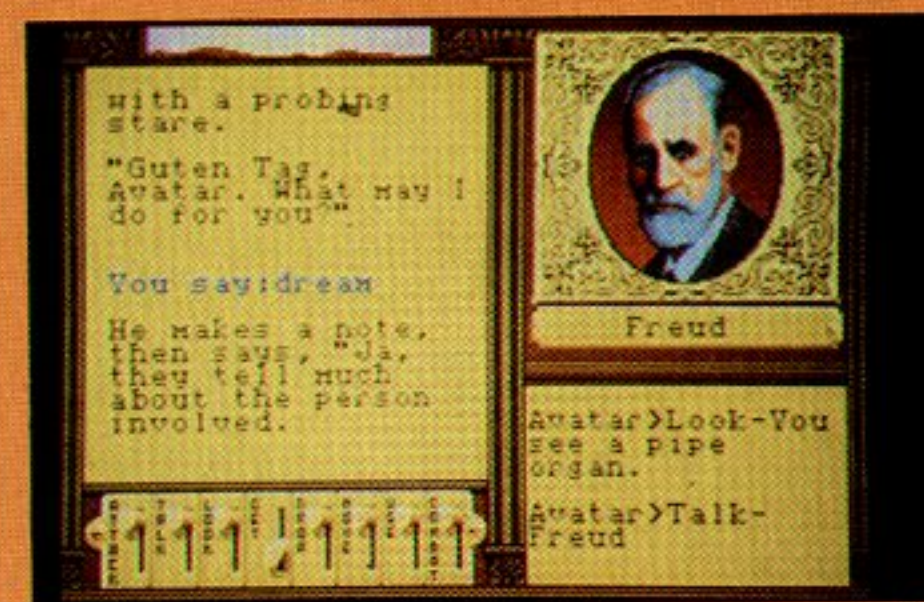 with a probing
stare.
"Guten Tag,
Avatar. What may I
do for you?"
You say:dream
He makes a note,
then says, "Ja,
they tell much
about the person
involved.
Freud
Avatar>Look-You
see a pipe
organ.
Avatar>Talk-
Freud